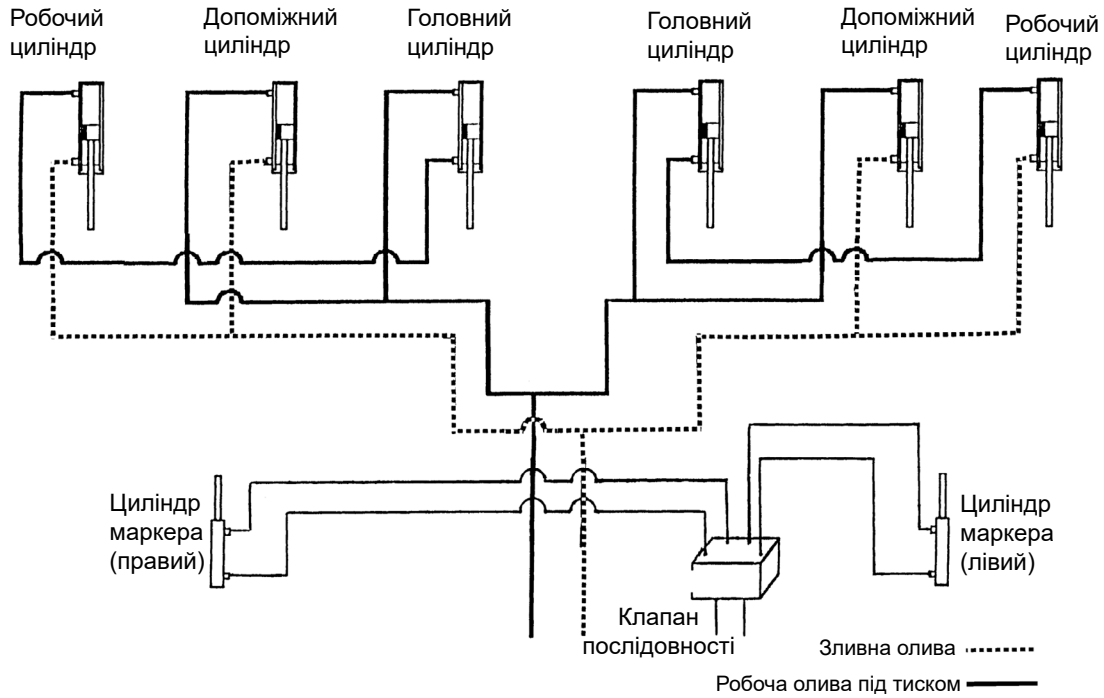 Робочий
циліндр
Допоміжний
циліндр
Головний
циліндр
Головний
циліндр
Допоміжний
циліндр
Робочий
циліндр
Циліндр
маркера
(правий)
Циліндр
маркера
(лівий)
Клапан
послідовності
Зливна олива
Робоча олива під тиском